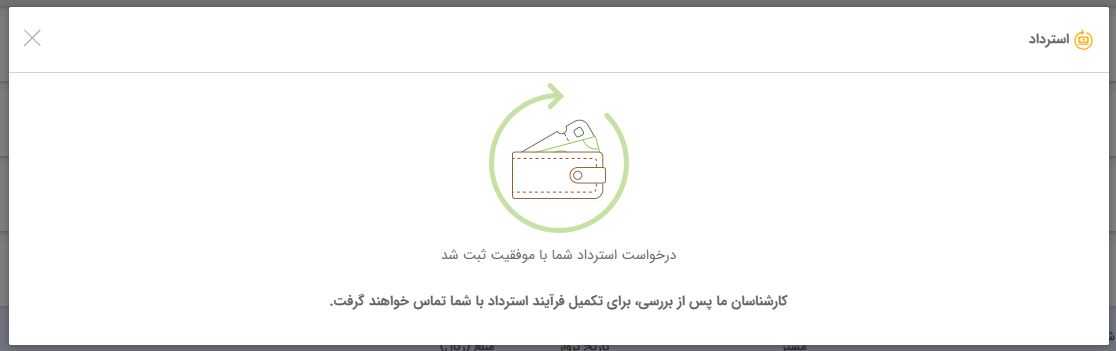 استرداد
درخواست استرداد شما با موفقیت ثبت شد
کارشناسان ما پس از بررسی، برای تکمیل فرآیند استرداد با شما تماس خواهند گرفت.